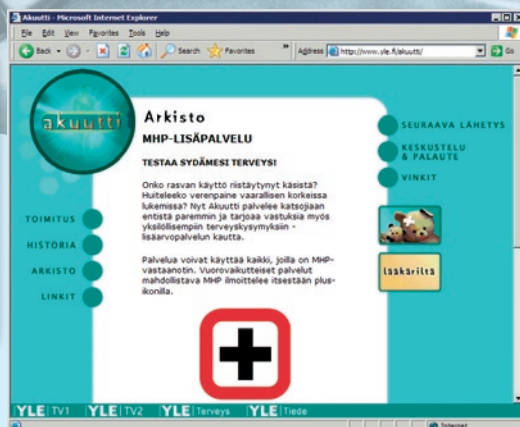 Akuutti - Microsoft Internet Explorer
File Edit View Favorites Tools Help
Back Search Favorites » Address http://www.yle.fi/akuutti/ Go
akuutti
Arkisto
MHP-LISÄPALVELU
TESTAA SYDÄMESI TERVEYS!
Onko rasvan käyttö riistäytynyt käsistä?
Huiteleeko verenpaine vaarallisen korkeissa
lukemissa? Nyt Akuutti palvelee katsojiaan
entistä paremmin ja tarjoaa vastuksia myös
yksilöllisempiin terveyskysymyksiin -
lisäarvopalvelun kautta.
Palvelua voivat käyttää kaikki, joilla on MHP-
vastaanotin. Vuorovaikutteiset palvelut
mahdollistava MHP ilmoittelee itsestään plus-
ikonilla.
TOIMITUS
HISTORIA
ARKISTO
LINKIT
SEURAAVA LÄHETYS
KESKUSTELU
& PALAUTE
VINKIT
lääkäriltä
YLE TV1 YLE TV2 YLE Terveys YLE Tiede
Internet